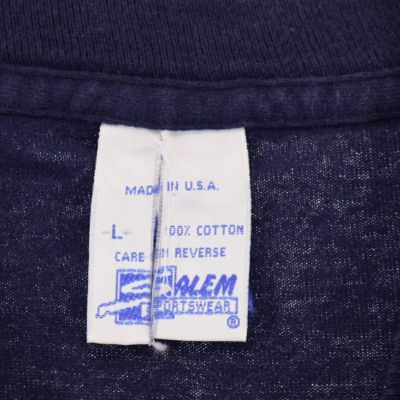 MADE IN U.S.A.
-L- 100% COTTON
CARE ON REVERSE
SALEM
SPORTSWEAR ®